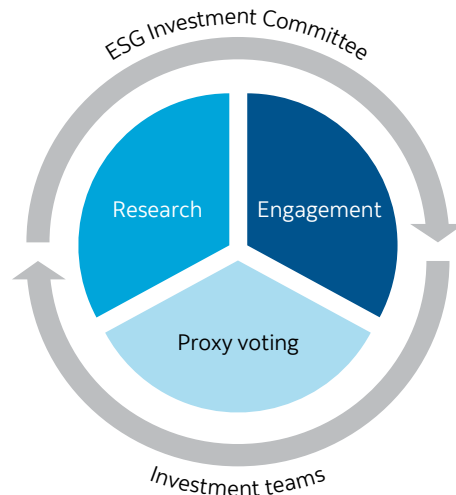 ESG Investment Committee
Research
Engagement
Proxy voting
Investment teams